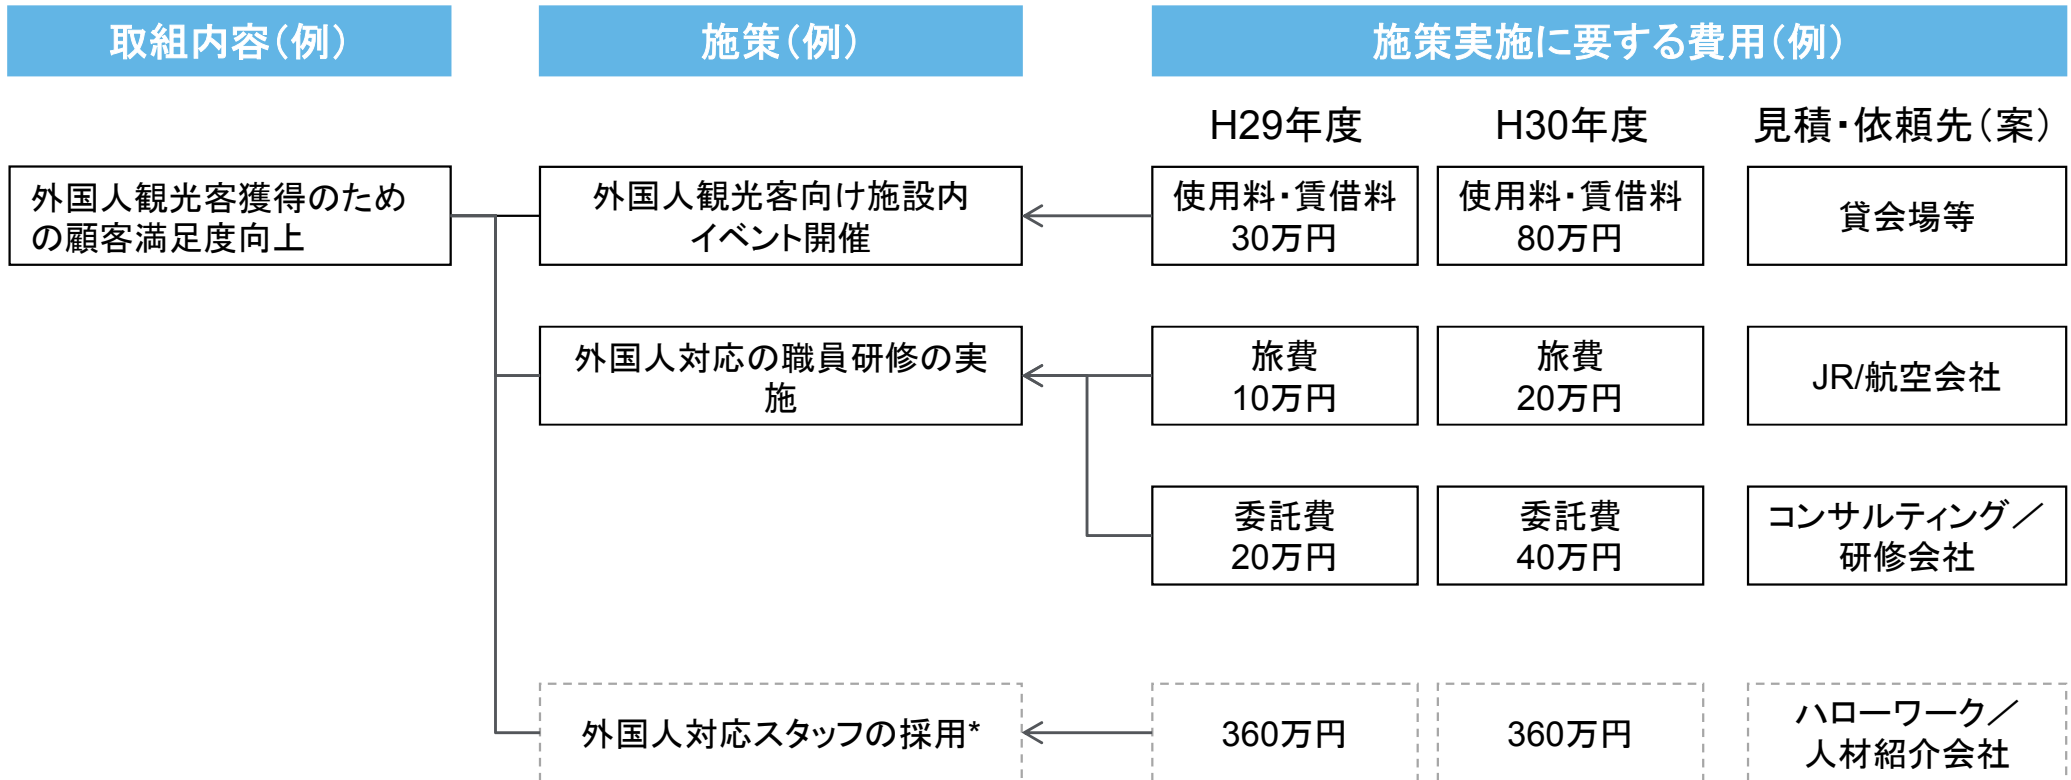 取組内容（例）
施策（例）
施策実施に要する費用（例）
H29年度
H30年度
見積・依頼先（案）
外国人観光客獲得のため
の顧客満足度向上
外国人観光客向け施設内
イベント開催
使用料・賃借料
30万円
使用料・賃借料
80万円
貸会場等
外国人対応の職員研修の実
施
旅費
10万円
旅費
20万円
JR/航空会社
委託費
20万円
委託費
40万円
コンサルティング／
研修会社
外国人対応スタッフの採用*
360万円
360万円
ハローワーク／
人材紹介会社